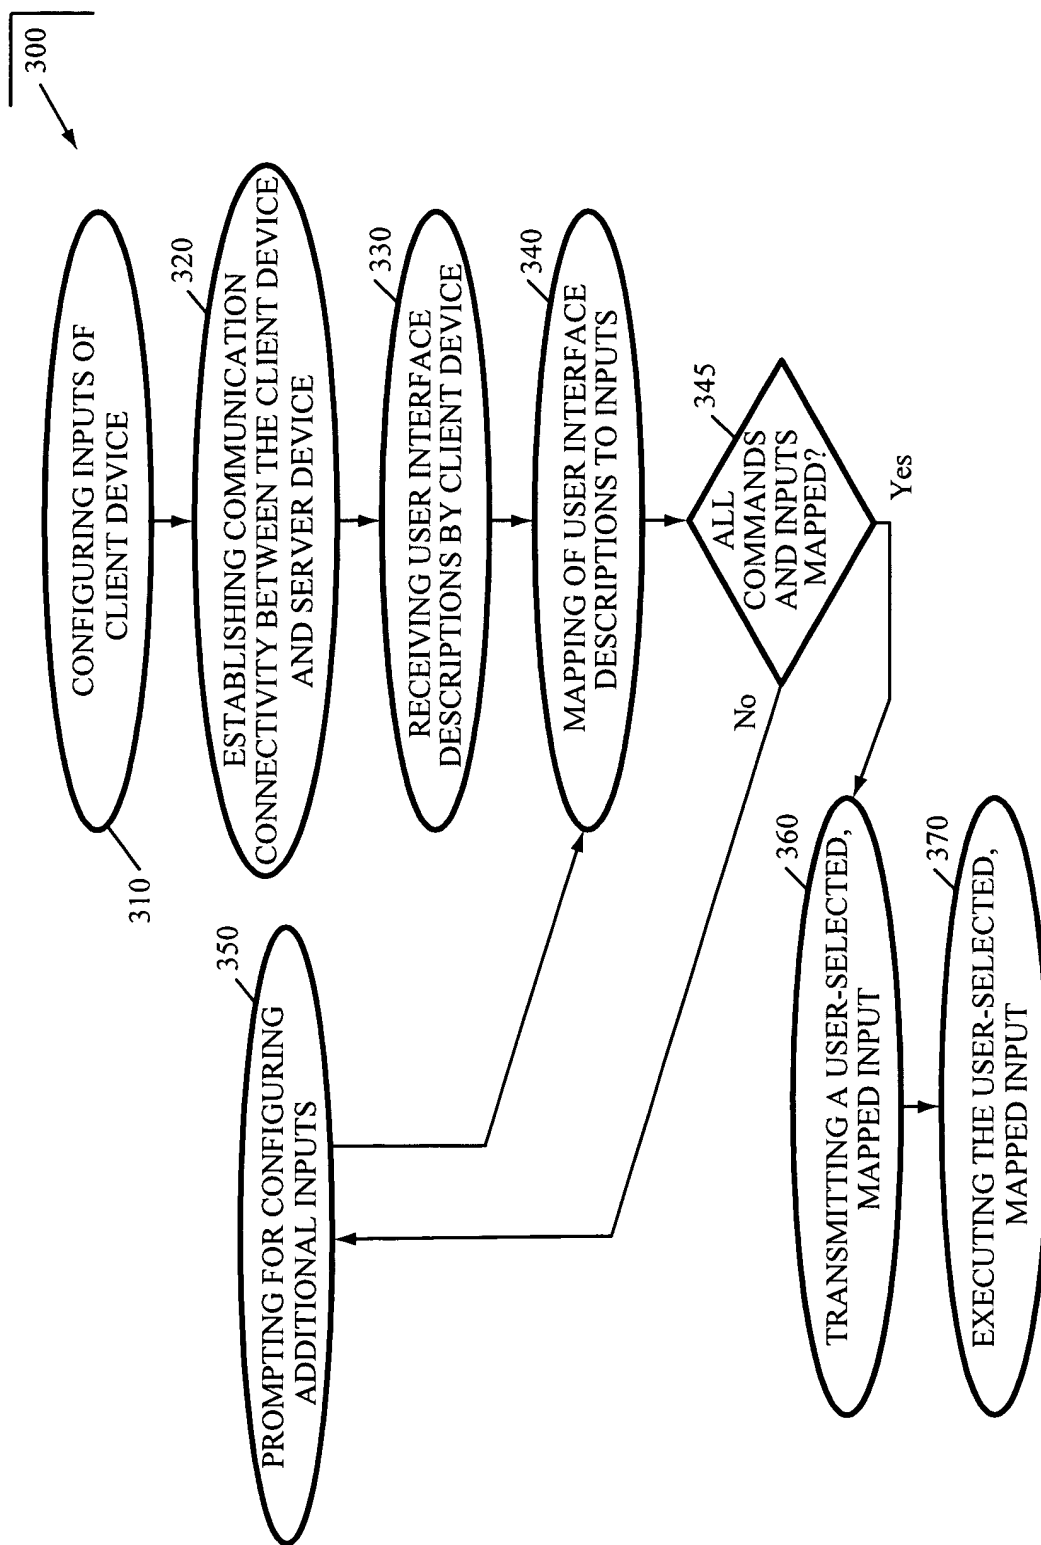 300
310
CONFIGURING INPUTS OF
CLIENT DEVICE
320
ESTABLISHING COMMUNICATION
CONNECTIVITY BETWEEN THE CLIENT DEVICE
AND SERVER DEVICE
330
RECEIVING USER INTERFACE
DESCRIPTIONS BY CLIENT DEVICE
340
MAPPING OF USER INTERFACE
DESCRIPTIONS TO INPUTS
345
ALL
COMMANDS
AND INPUTS
MAPPED?
No
Yes
350
PROMPTING FOR CONFIGURING
ADDITIONAL INPUTS
360
TRANSMITTING A USER-SELECTED,
MAPPED INPUT
370
EXECUTING THE USER-SELECTED,
MAPPED INPUT